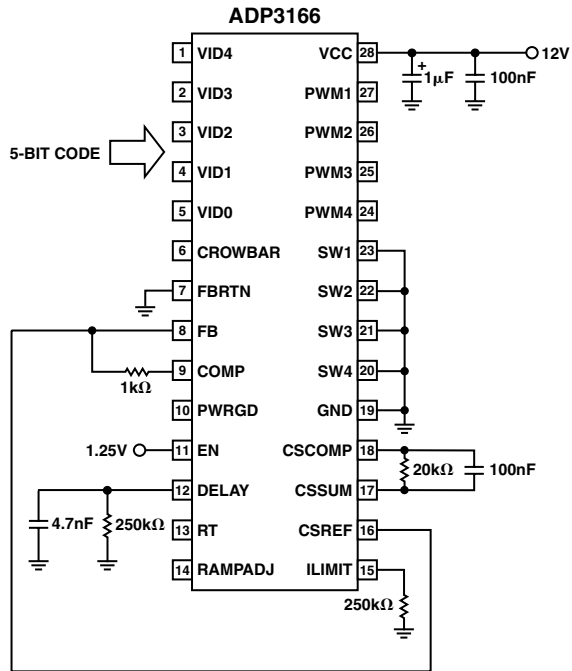 ADP3166
1 VID4
VCC 28
12V
+
1μF
100nF
2 VID3
PWM1 27
3 VID2
PWM2 26
5-BIT CODE
4 VID1
PWM3 25
5 VID0
PWM4 24
6 CROWBAR
SW1 23
7 FBRTN
SW2 22
8 FB
SW3 21
9 COMP
SW4 20
1kΩ
10 PWRGD
GND 19
1.25V
11 EN
CSCOMP 18
20kΩ
100nF
12 DELAY
CSSUM 17
4.7nF
250kΩ
13 RT
CSREF 16
14 RAMPADJ
ILIMIT 15
250kΩ